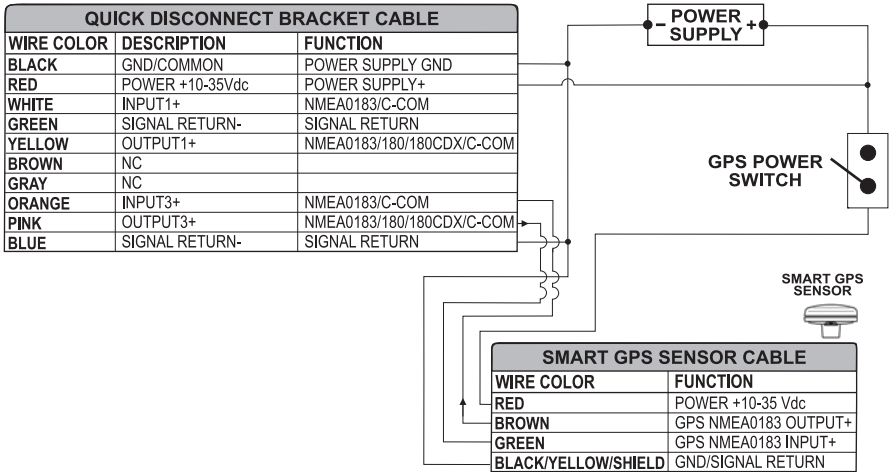 QUICK DISCONNECT BRACKET CABLE
WIRE COLOR DESCRIPTION FUNCTION
BLACK GND/COMMON POWER SUPPLY GND
RED POWER +10-35Vdc POWER SUPPLY+
WHITE INPUT1+ NMEA0183/C-COM
GREEN SIGNAL RETURN- SIGNAL RETURN
YELLOW OUTPUT1+ NMEA0183/180/180CDX/C-COM
BROWN NC
GRAY NC
ORANGE INPUT3+ NMEA0183/C-COM
PINK OUTPUT3+ NMEA0183/180/180CDX/C-COM
BLUE SIGNAL RETURN- SIGNAL RETURN
- POWER +
SUPPLY
GPS POWER
SWITCH
SMART GPS
SENSOR
SMART GPS SENSOR CABLE
WIRE COLOR FUNCTION
RED POWER +10-35 Vdc
BROWN GPS NMEA0183 OUTPUT+
GREEN GPS NMEA0183 INPUT+
BLACK/YELLOW/SHIELD GND/SIGNAL RETURN